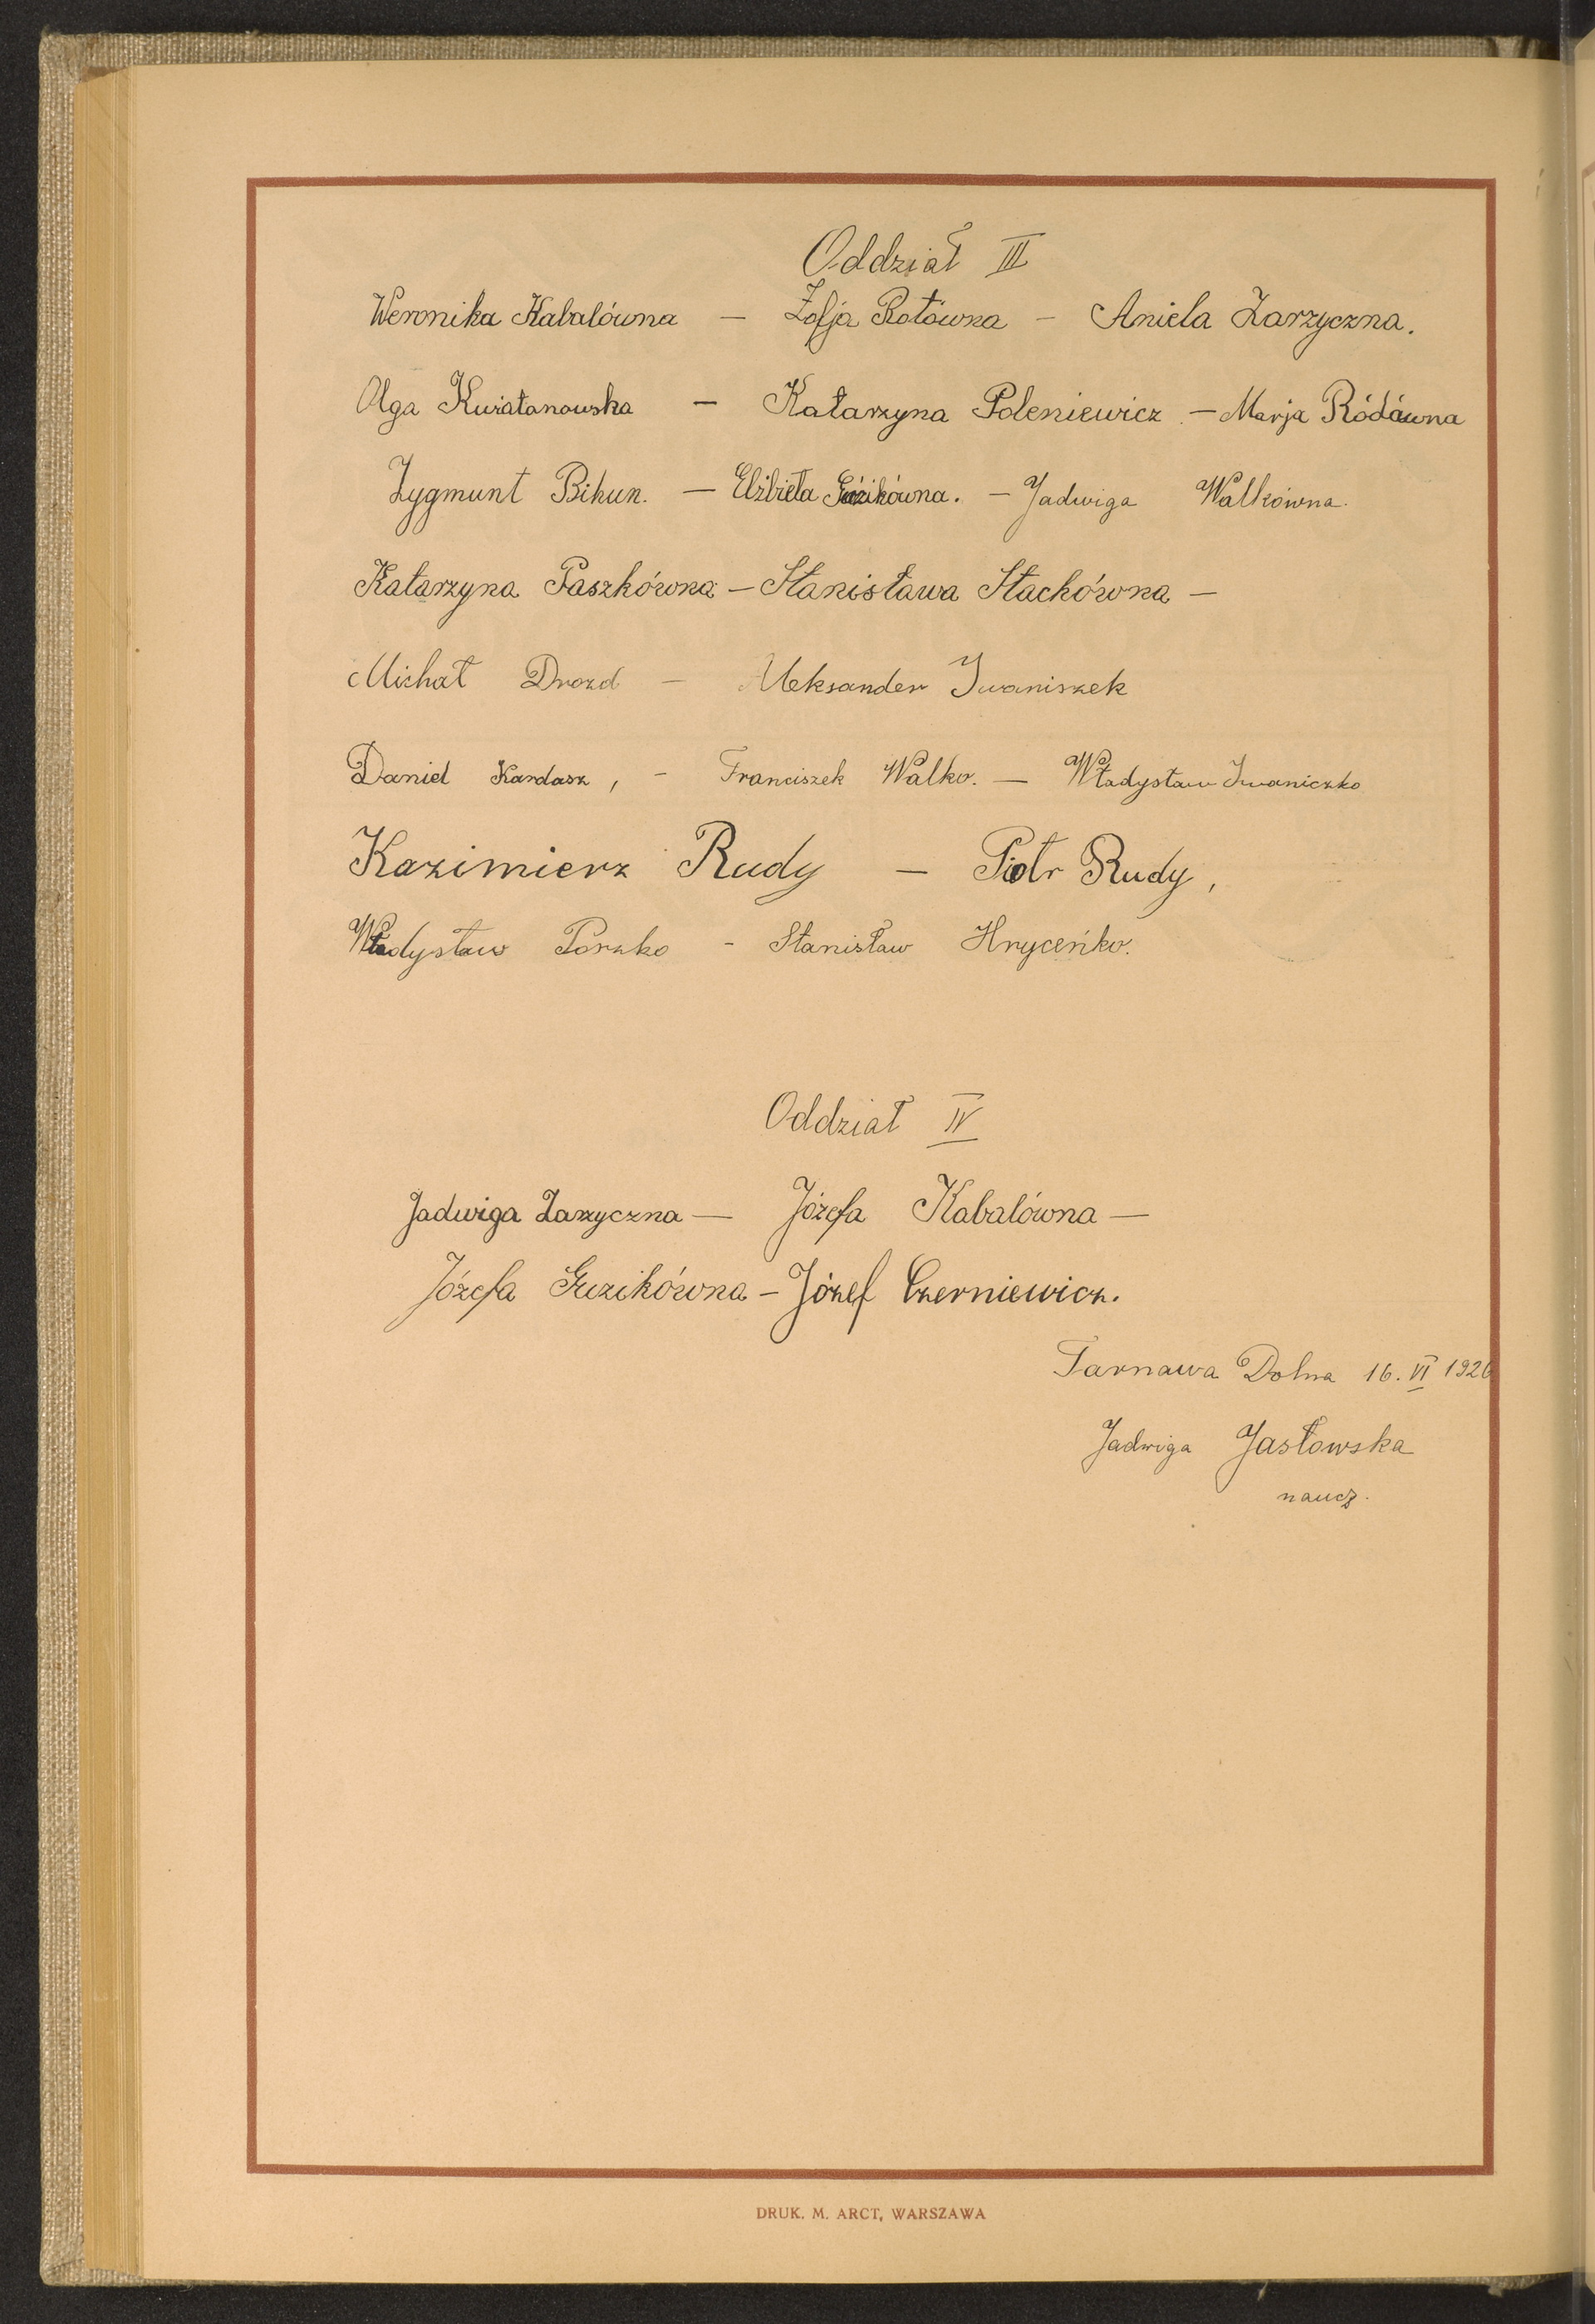 Oddział III
Weronika Kabalówna – Zofja Rotówna – Aniela Zarzyczna.
Olga Kwiatanowska – Katarzyna Poleniewicz – Marja Ródówna
Zygmunt Bihun. – Elżbieta Guzikówna. – Jadwiga Walkówna.
Katarzyna Paszkówna – Stanisława Stachówna –
Michał Drozd – Aleksander Iwaniszek
Daniel Kardasz, – Franciszek Walko. – Władysław Iwaniczko
Kazimierz Rudy – Piotr Rudy,
Władysław Porzko – Stanisław Hryceńko.
Oddział IV
Jadwiga Zarzyczna – Józefa Kabalówna –
Józefa Guzikówna – Józef Czerniewicz.
Tarnawa Dolna 16. VI 1926
Jadwiga Jasłowska
naucz.
DRUK. M. ARCT, WARSZAWA